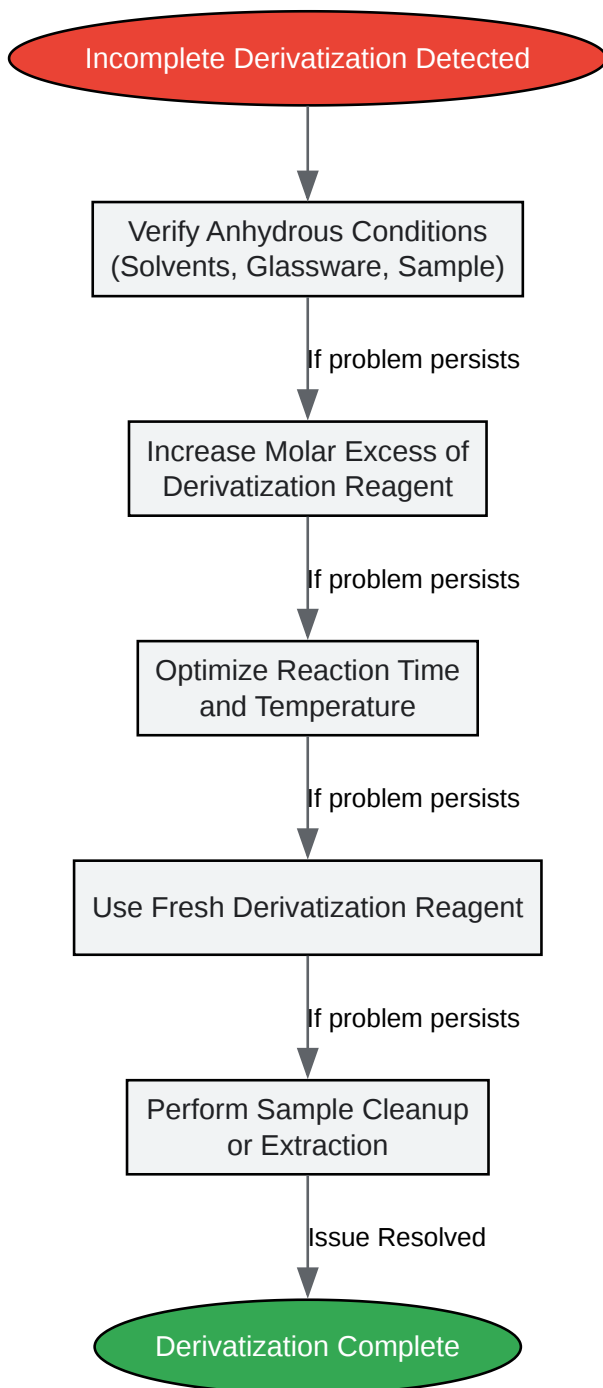 Incomplete Derivatization Detected
Verify Anhydrous Conditions
(Solvents, Glassware, Sample)
If problem persists
Increase Molar Excess of
Derivatization Reagent
If problem persists
Optimize Reaction Time
and Temperature
If problem persists
Use Fresh Derivatization Reagent
If problem persists
Perform Sample Cleanup
or Extraction
Issue Resolved
Derivatization Complete